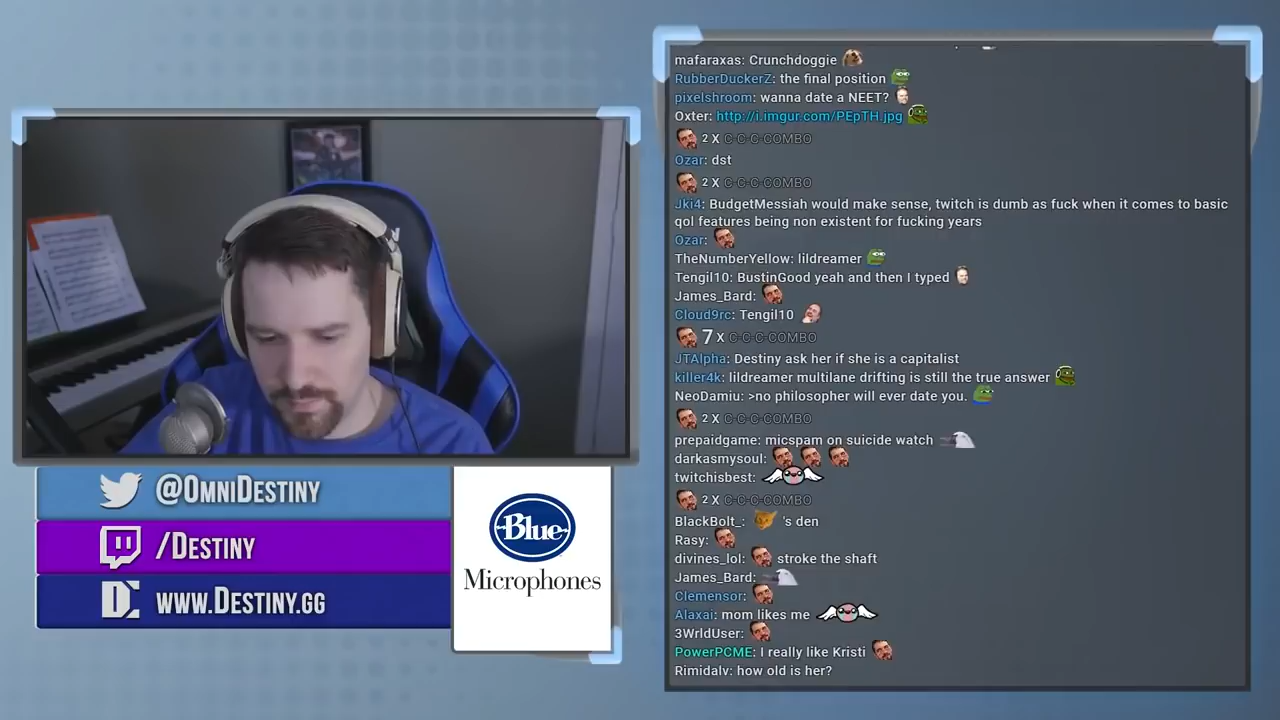 @OmniDestiny
/Destiny
www.Destiny.gg
Blue
Microphones
mafaraxas: Crunchdoggie
RubberDuckerZ: the final position
pixelshroom: wanna date a NEET?
Oxter: http://i.imgur.com/PEpTH.jpg
2 X C-C-C-COMBO
Ozar: dst
2 X C-C-C-COMBO
Jki4: BudgetMessiah would make sense, twitch is dumb as fuck when it comes to basic
qol features being non existent for fucking years
Ozar:
TheNumberYellow: lildreamer
Tengil10: BustinGood yeah and then I typed
James_Bard:
Cloud9rc: Tengil10
7 X C-C-C-COMBO
JTAlpha: Destiny ask her if she is a capitalist
killer4k: lildreamer multilane drifting is still the true answer
NeoDamiu: >no philosopher will ever date you.
2 X C-C-C-COMBO
prepaidgame: micspam on suicide watch
darkasmysoul:
twitchisbest:
2 X C-C-C-COMBO
BlackBolt_: 's den
Rasy:
divines_lol: stroke the shaft
James_Bard:
Clemensor:
Alaxai: mom likes me
3WrldUser:
PowerPCME: I really like Kristi
Rimidalv: how old is her?